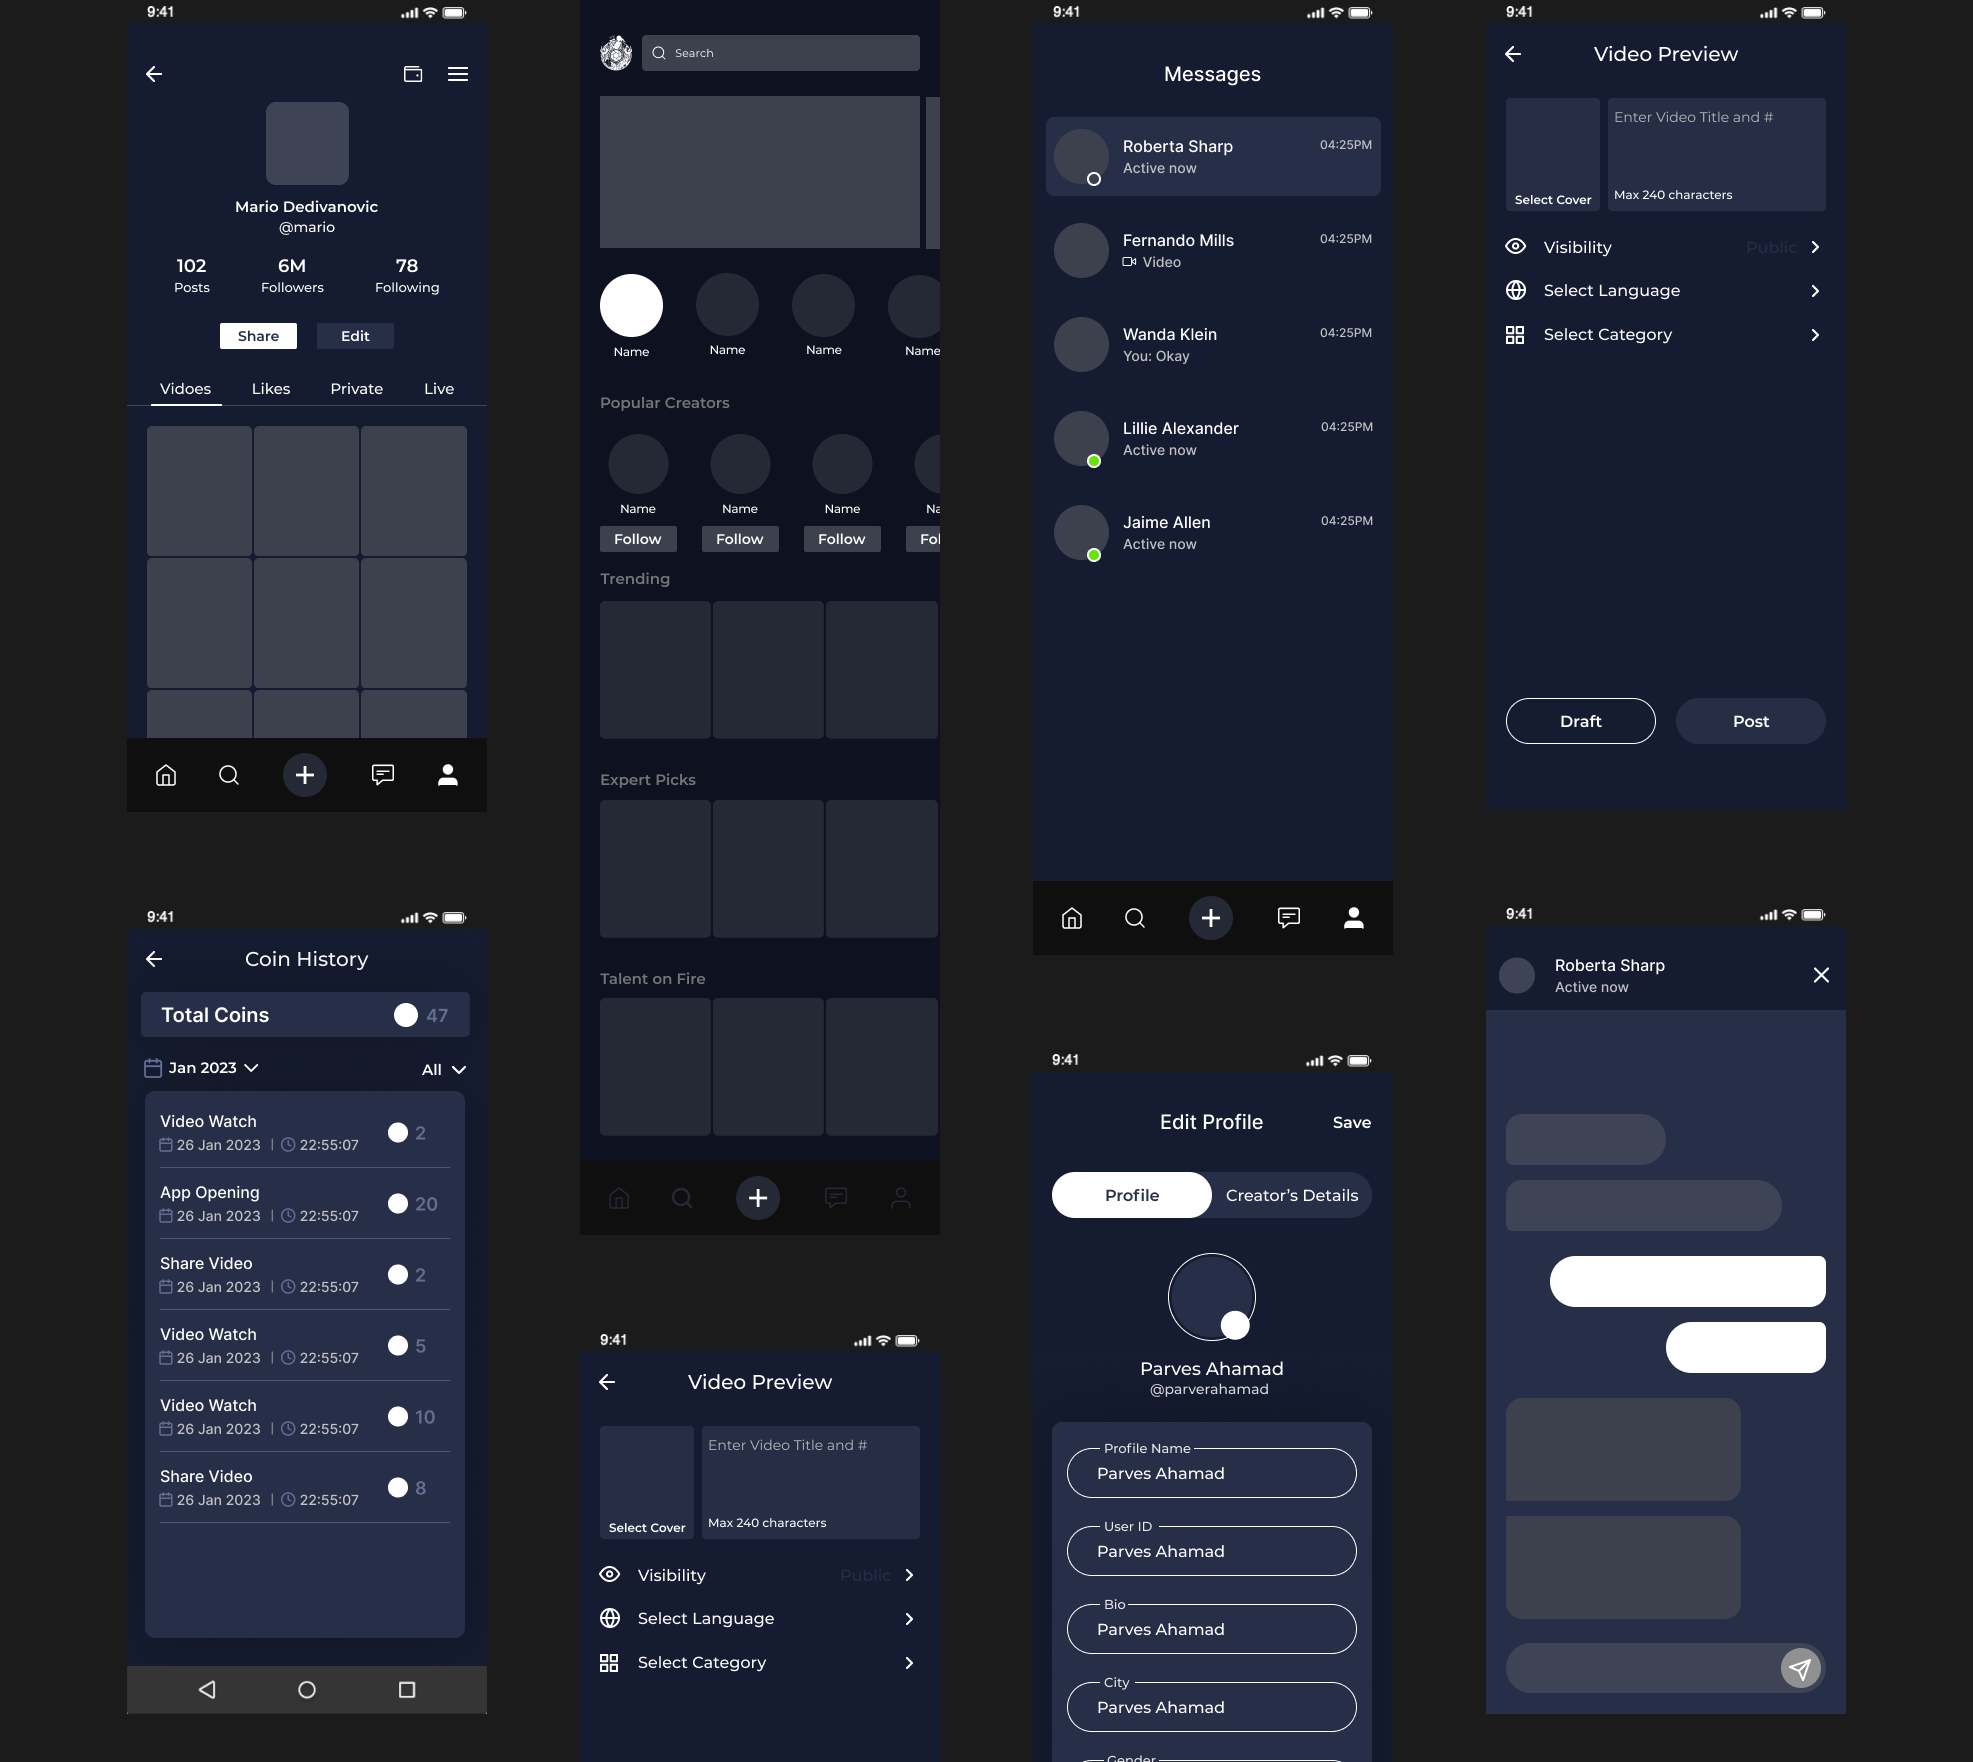 9:41
Mario Dedivanovic
@mario
102
6M
78
Posts
Followers
Following
Share
Edit
Vidoes
Likes
Private
Live
9:41
Coin History
Total Coins
47
Jan 2023
All
Video Watch
26 Jan 2023 | 22:55:07
2
App Opening
26 Jan 2023 | 22:55:07
20
Share Video
26 Jan 2023 | 22:55:07
2
Video Watch
26 Jan 2023 | 22:55:07
5
Video Watch
26 Jan 2023 | 22:55:07
10
Share Video
26 Jan 2023 | 22:55:07
8
Search
Name
Name
Name
Name
Popular Creators
Name
Name
Name
Na
Follow
Follow
Follow
Fol
Trending
Expert Picks
Talent on Fire
9:41
Video Preview
Enter Video Title and #
Select Cover
Max 240 characters
Visibility
Public
Select Language
Select Category
9:41
Messages
Roberta Sharp
04:25PM
Active now
Fernando Mills
04:25PM
Video
Wanda Klein
04:25PM
You: Okay
Lillie Alexander
04:25PM
Active now
Jaime Allen
04:25PM
Active now
9:41
Edit Profile
Save
Profile
Creator's Details
Parves Ahamad
@parverahamad
Profile Name
Parves Ahamad
User ID
Parves Ahamad
Bio
Parves Ahamad
City
Parves Ahamad
Gender
9:41
Video Preview
Enter Video Title and #
Select Cover
Max 240 characters
Visibility
Public
Select Language
Select Category
Draft
Post
9:41
Roberta Sharp
Active now